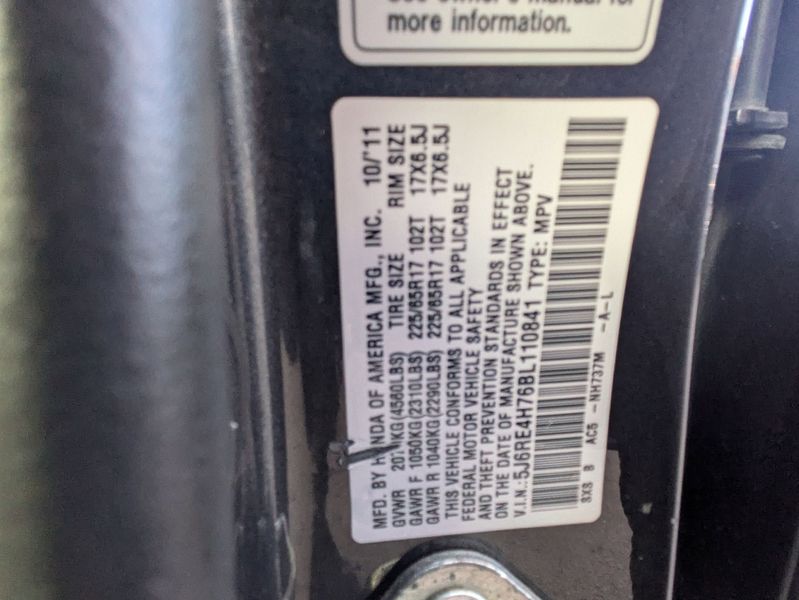 more information.
MFD. BY HONDA OF AMERICA MFG., INC. 10/'11
GVWR (4560LBS) TIRE SIZE RIM SIZE
GAWR F 1050KG(2310LBS) 225/65R17 102T 17X6.5J
GAWR R 1040KG(2290LBS) 225/65R17 102T 17X6.5J
THIS VEHICLE CONFORMS TO ALL APPLICABLE
FEDERAL MOTOR VEHICLE SAFETY
AND THEFT PREVENTION STANDARDS IN EFFECT
ON THE DATE OF MANUFACTURE SHOWN ABOVE.
V.I.N.:5J6RE4H76BL110841 TYPE: MPV
SXS B AC5 -NH737M -A-L